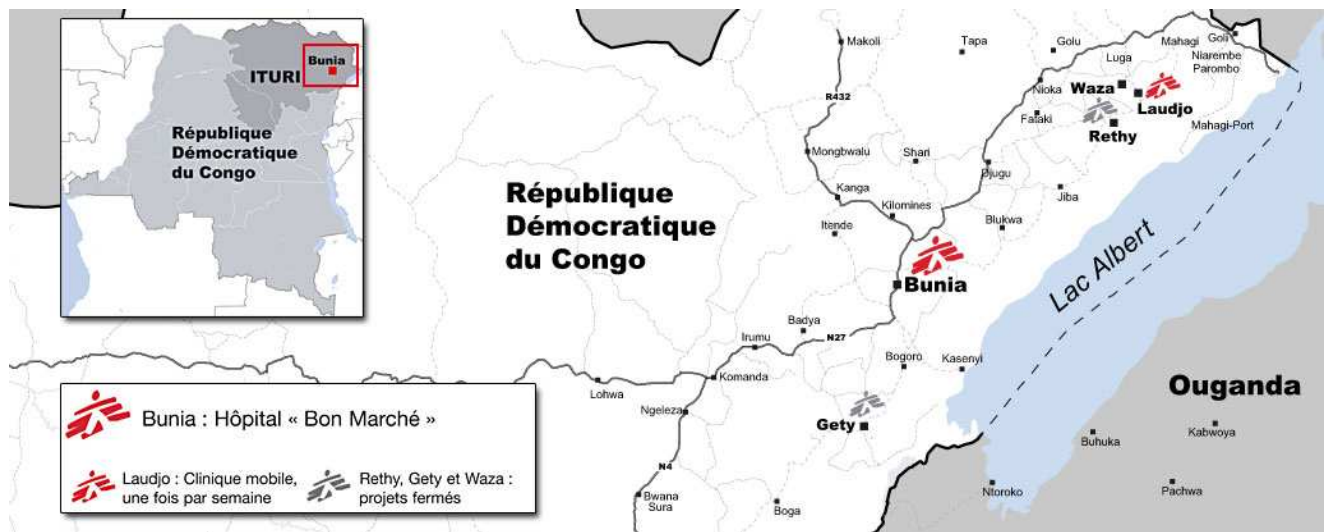 Bunia
ITURI
République
Démocratique
du Congo
Makoli
Tapa
Golu
Mahagi
Goli
Luga
Niarembe
Parombo
R432
Nioka
Waza
Laudjo
Fataki
Rethy
Mahagi-Port
Mongbwalu
Shari
Djugu
Jiba
Kanga
Kilomines
Blukwa
Itende
République
Démocratique
du Congo
Bunia
Lac Albert
Badya
N27
Irumu
Bogoro
Kasenyi
Komanda
Lohwa
Ngeleza
Ouganda
Gety
Buhuka
Kabwoya
N4
Bwana
Sura
Boga
Ntoroko
Pachwa
Bunia : Hôpital « Bon Marché »
Laudjo : Clinique mobile,
une fois par semaine
Rethy, Gety et Waza :
projets fermés